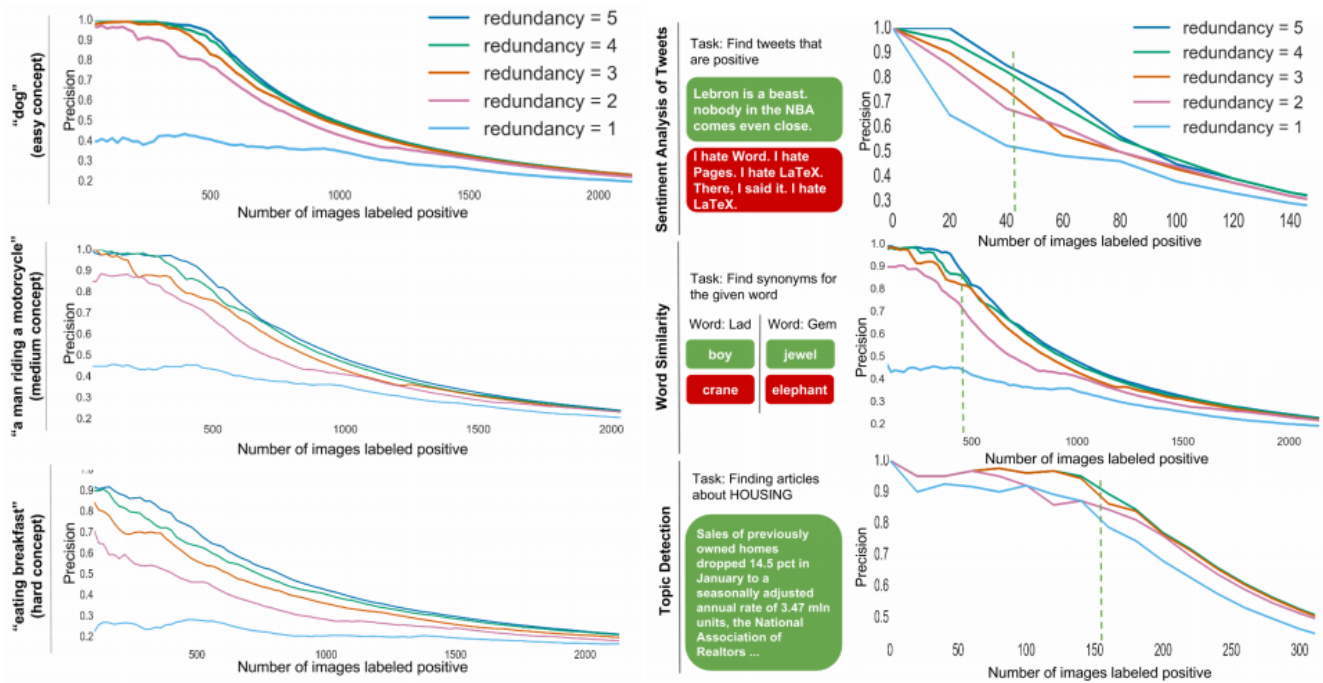 "dog"
(easy concept)
Precision
1.0
0.9
0.8
0.7
0.6
0.5
0.4
0.3
0.2
500
1000
1500
2000
Number of images labeled positive
redundancy = 5
redundancy = 4
redundancy = 3
redundancy = 2
redundancy = 1
"a man riding a motorcycle"
(medium concept)
Precision
1.0
0.9
0.8
0.7
0.6
0.5
0.4
0.3
0.2
500
1000
1500
2000
Number of images labeled positive
"eating breakfast"
(hard concept)
Precision
1.0
0.9
0.8
0.7
0.6
0.5
0.4
0.3
0.2
500
1000
1500
2000
Number of images labeled positive
Sentiment Analysis of Tweets
Task: Find tweets that
are positive
Lebron is a beast.
nobody in the NBA
comes even close.
I hate Word. I hate
Pages. I hate LaTeX.
There, I said it. I hate
LaTeX.
Precision
1.0
0.9
0.8
0.7
0.6
0.5
0.4
0.3
0
20
40
60
80
100
120
140
Number of images labeled positive
redundancy = 5
redundancy = 4
redundancy = 3
redundancy = 2
redundancy = 1
Word Similarity
Task: Find synonyms for
the given word
Word: Lad
Word: Gem
boy
jewel
crane
elephant
Precision
1.0
0.9
0.8
0.7
0.6
0.5
0.4
0.3
0.2
500
1000
1500
2000
Number of images labeled positive
Topic Detection
Task: Finding articles
about HOUSING
Sales of previously
owned homes
dropped 14.5 pct in
January to a
seasonally adjusted
annual rate of 3.47 mln
units, the National
Association of
Realtors ...
Precision
1.0
0.9
0.8
0.7
0.6
0.5
0
50
100
150
200
250
300
Number of images labeled positive